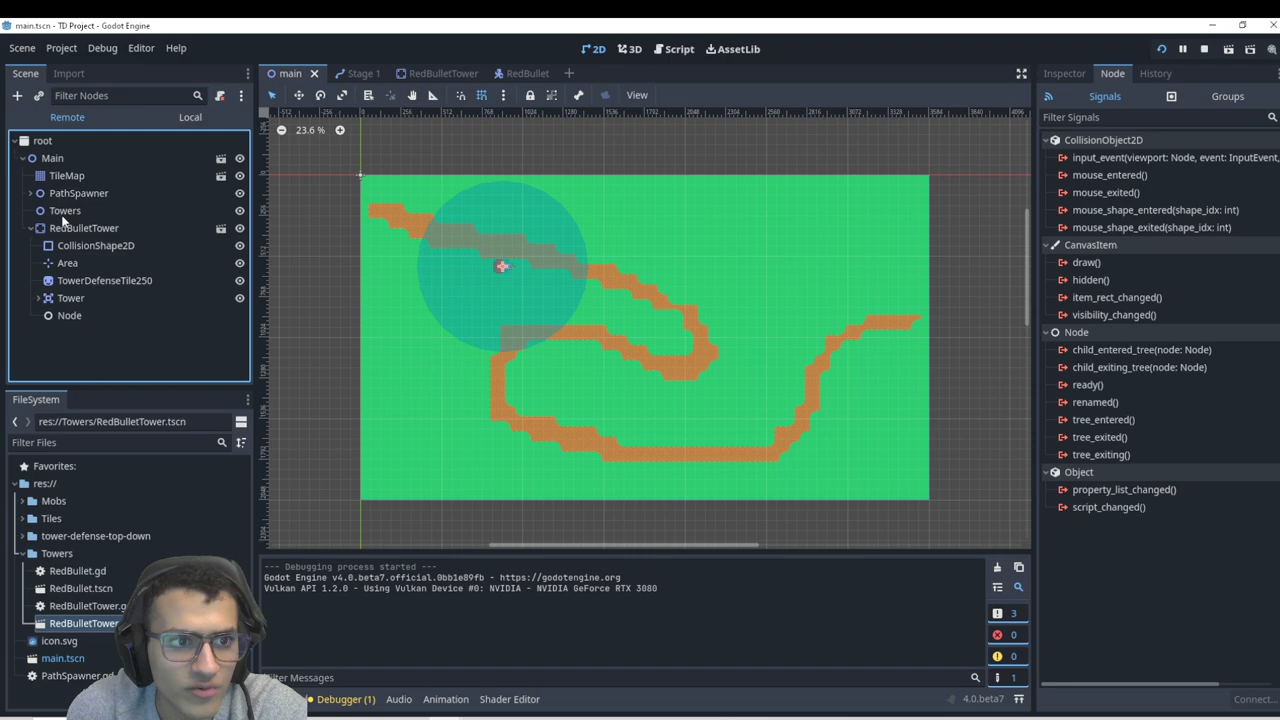 main.tscn - TD Project - Godot Engine
Scene Project Debug Editor Help
2D 3D Script AssetLib
Scene Import
Filter Nodes
Remote Local
root
Main
TileMap
PathSpawner
Towers
RedBulletTower
CollisionShape2D
Area
TowerDefenseTile250
Tower
Node
FileSystem
res://Towers/RedBulletTower.tscn
Filter Files
Favorites:
res://
Mobs
Tiles
tower-defense-top-down
Towers
RedBullet.gd
RedBullet.tscn
RedBulletTower.g
RedBulletTower
icon.svg
main.tscn
PathSpawner.gd
main Stage 1 RedBulletTower RedBullet
View
23.6 %
--- Debugging process started ---
Godot Engine v4.0.beta7.official.0bb1e89fb - https://godotengine.org
Vulkan API 1.2.0 - Using Vulkan Device #0: NVIDIA - NVIDIA GeForce RTX 3080
3
0
0
1
Filter Messages
Debugger (1) Audio Animation Shader Editor
4.0.beta7
Inspector Node History
Signals Groups
Filter Signals
CollisionObject2D
input_event(viewport: Node, event: InputEvent,
mouse_entered()
mouse_exited()
mouse_shape_entered(shape_idx: int)
mouse_shape_exited(shape_idx: int)
CanvasItem
draw()
hidden()
item_rect_changed()
visibility_changed()
Node
child_entered_tree(node: Node)
child_exiting_tree(node: Node)
ready()
renamed()
tree_entered()
tree_exited()
tree_exiting()
Object
property_list_changed()
script_changed()
Connect...